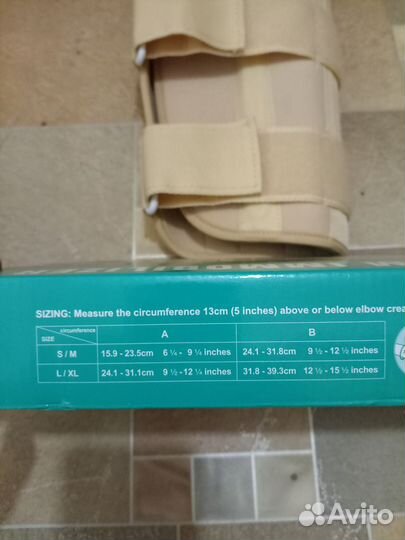 SIZING: Measure the circumference 13cm (5 inches) above or below elbow
circumference
SIZE A B
S / M 15.9 - 23.5cm 6 ¼ - 9 ¼ inches 24.1 - 31.8cm 9 ½ - 12 ½ inches
L / XL 24.1 - 31.1cm 9 ½ - 12 ¼ inches 31.8 - 39.3cm 12 ½ - 15 ½ inches
Avito